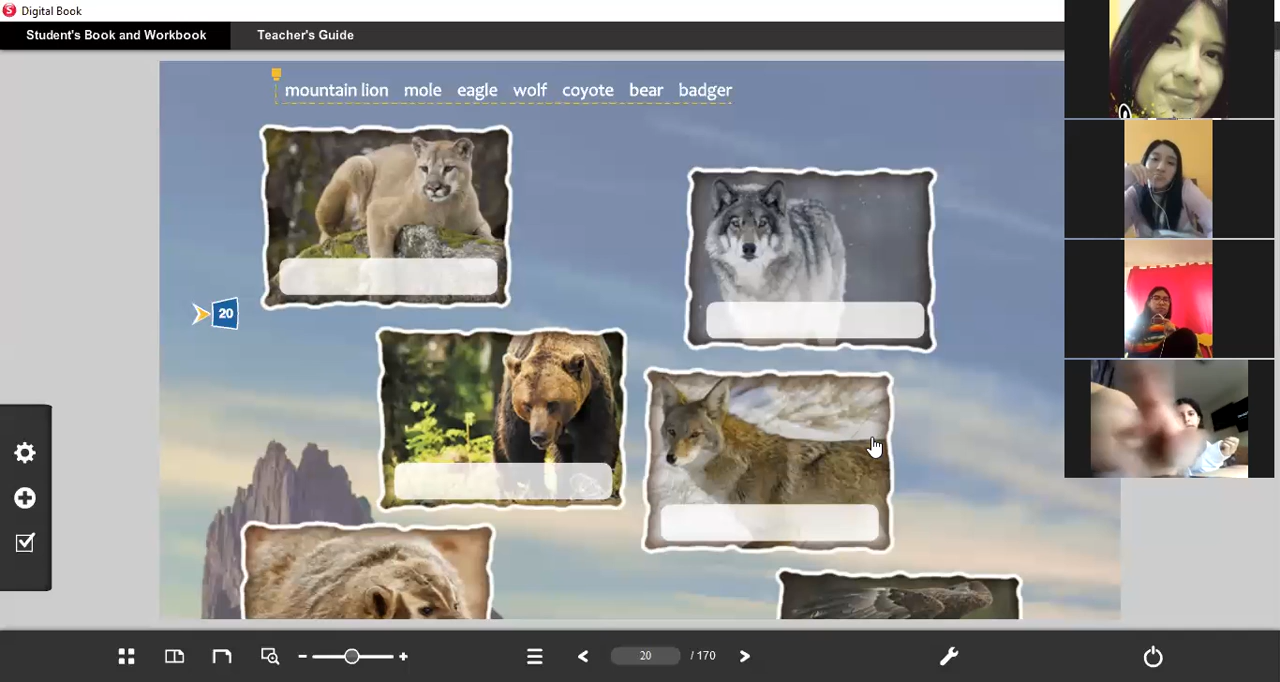 Digital Book
Student's Book and Workbook Teacher's Guide
mountain lion mole eagle wolf coyote bear badger
20
20 / 170